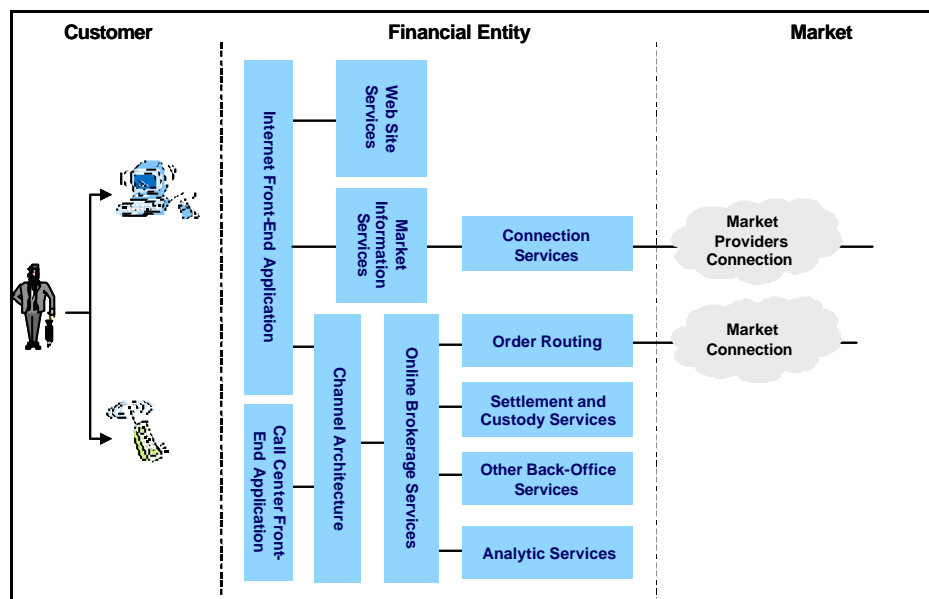 Customer
Financial Entity
Market
Internet Front-End Application
Web Site
Services
Market
Information
Services
Connection
Services
Market
Providers
Connection
Channel Architecture
Online Brokerage Services
Order Routing
Market
Connection
Settlement and
Custody Services
Call Center Front-
End Application
Other Back-Office
Services
Analytic Services